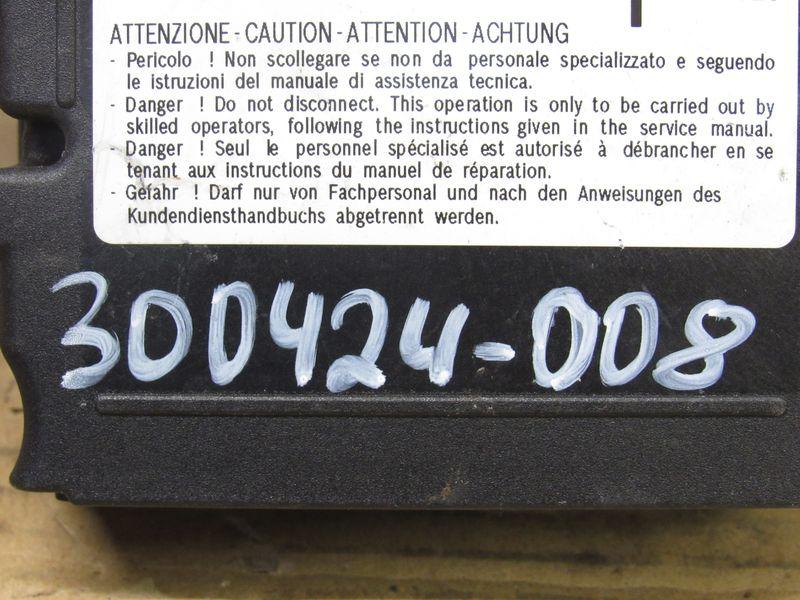 ATTENZIONE - CAUTION - ATTENTION - ACHTUNG
- Pericolo ! Non scollegare se non da personale specializzato e seguendo
le istruzioni del manuale di assistenza tecnica.
- Danger ! Do not disconnect. This operation is only to be carried out by
skilled operators, following the instructions given in the service manual.
Danger ! Seul le personnel spécialisé est autorisé à débrancher en se
tenant aux instructions du manuel de réparation.
- Gefahr ! Darf nur von Fachpersonal und nach den Anweisungen des
Kundendiensthandbuchs abgetrennt werden.
300424-008